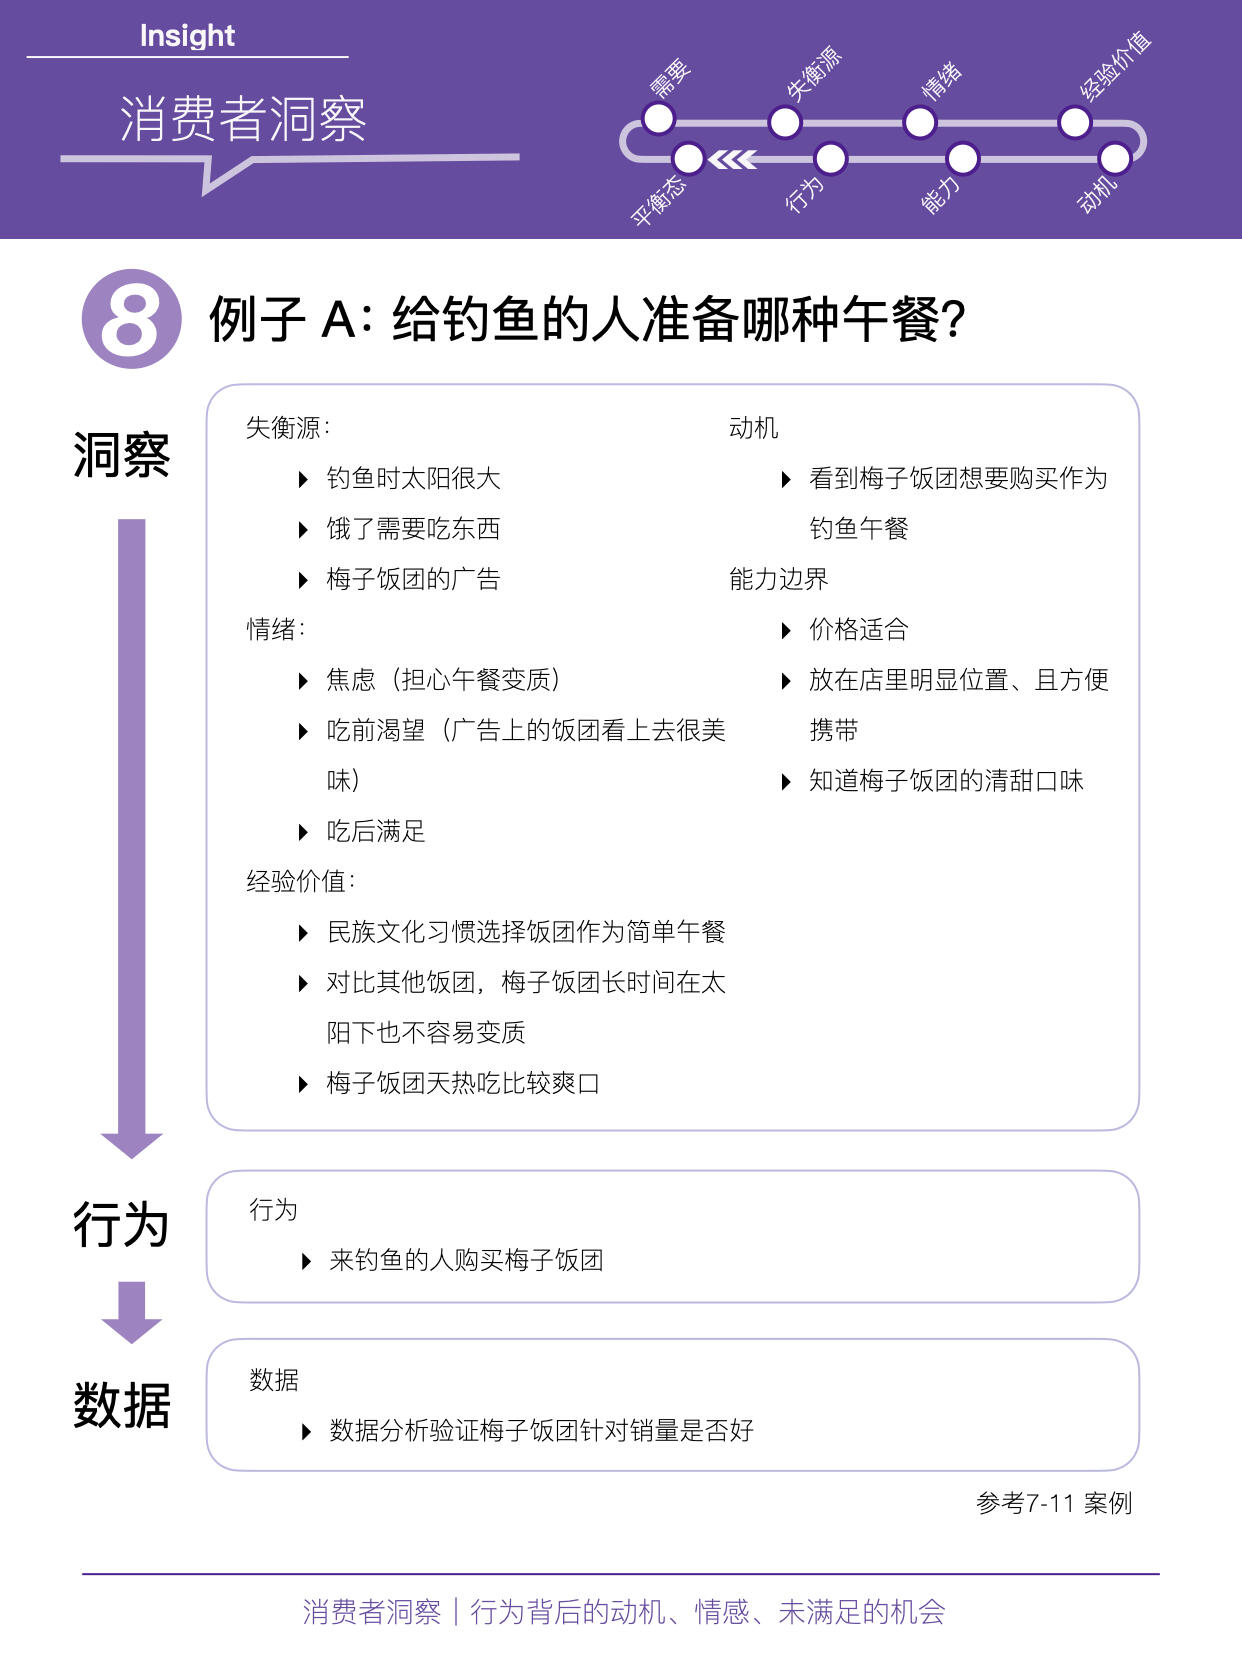 Insight
消费者洞察
需要
失衡源
情绪
经验价值
平衡态
行为
能力
动机
8
例子 A：给钓鱼的人准备哪种午餐？
洞察
失衡源：
钓鱼时太阳很大
饿了需要吃东西
梅子饭团的广告
情绪：
焦虑（担心午餐变质）
吃前渴望（广告上的饭团看上去很美
味）
吃后满足
经验价值：
民族文化习惯选择饭团作为简单午餐
对比其他饭团，梅子饭团长时间在太
阳下也不容易变质
梅子饭团天热吃比较爽口
动机
看到梅子饭团想要购买作为
钓鱼午餐
能力边界
价格适合
放在店里明显位置、且方便
携带
知道梅子饭团的清甜口味
行为
行为
来钓鱼的人购买梅子饭团
数据
数据
数据分析验证梅子饭团针对销量是否好
参考7-11 案例
消费者洞察｜行为背后的动机、情感、未满足的机会